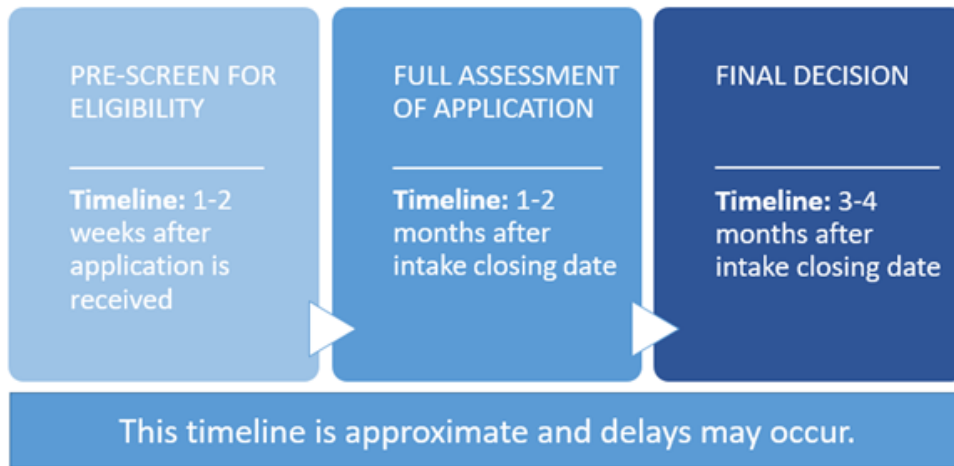 PRE-SCREEN FOR
ELIGIBILITY
Timeline: 1-2
weeks after
application is
received
FULL ASSESSMENT
OF APPLICATION
Timeline: 1-2
months after
intake closing date
FINAL DECISION
Timeline: 3-4
months after
intake closing date
This timeline is approximate and delays may occur.